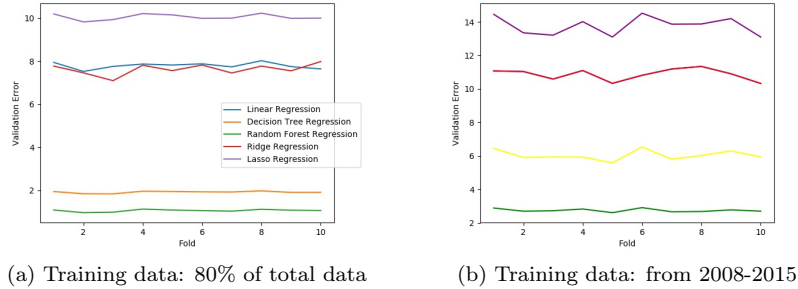 10
8
6
4
2
Validation Error
Linear Regression
Decision Tree Regression
Random Forest Regression
Ridge Regression
Lasso Regression
2
4
6
8
10
Fold
(a) Training data: 80% of total data
14
12
10
8
6
4
2
Validation Error
2
4
6
8
10
Fold
(b) Training data: from 2008-2015